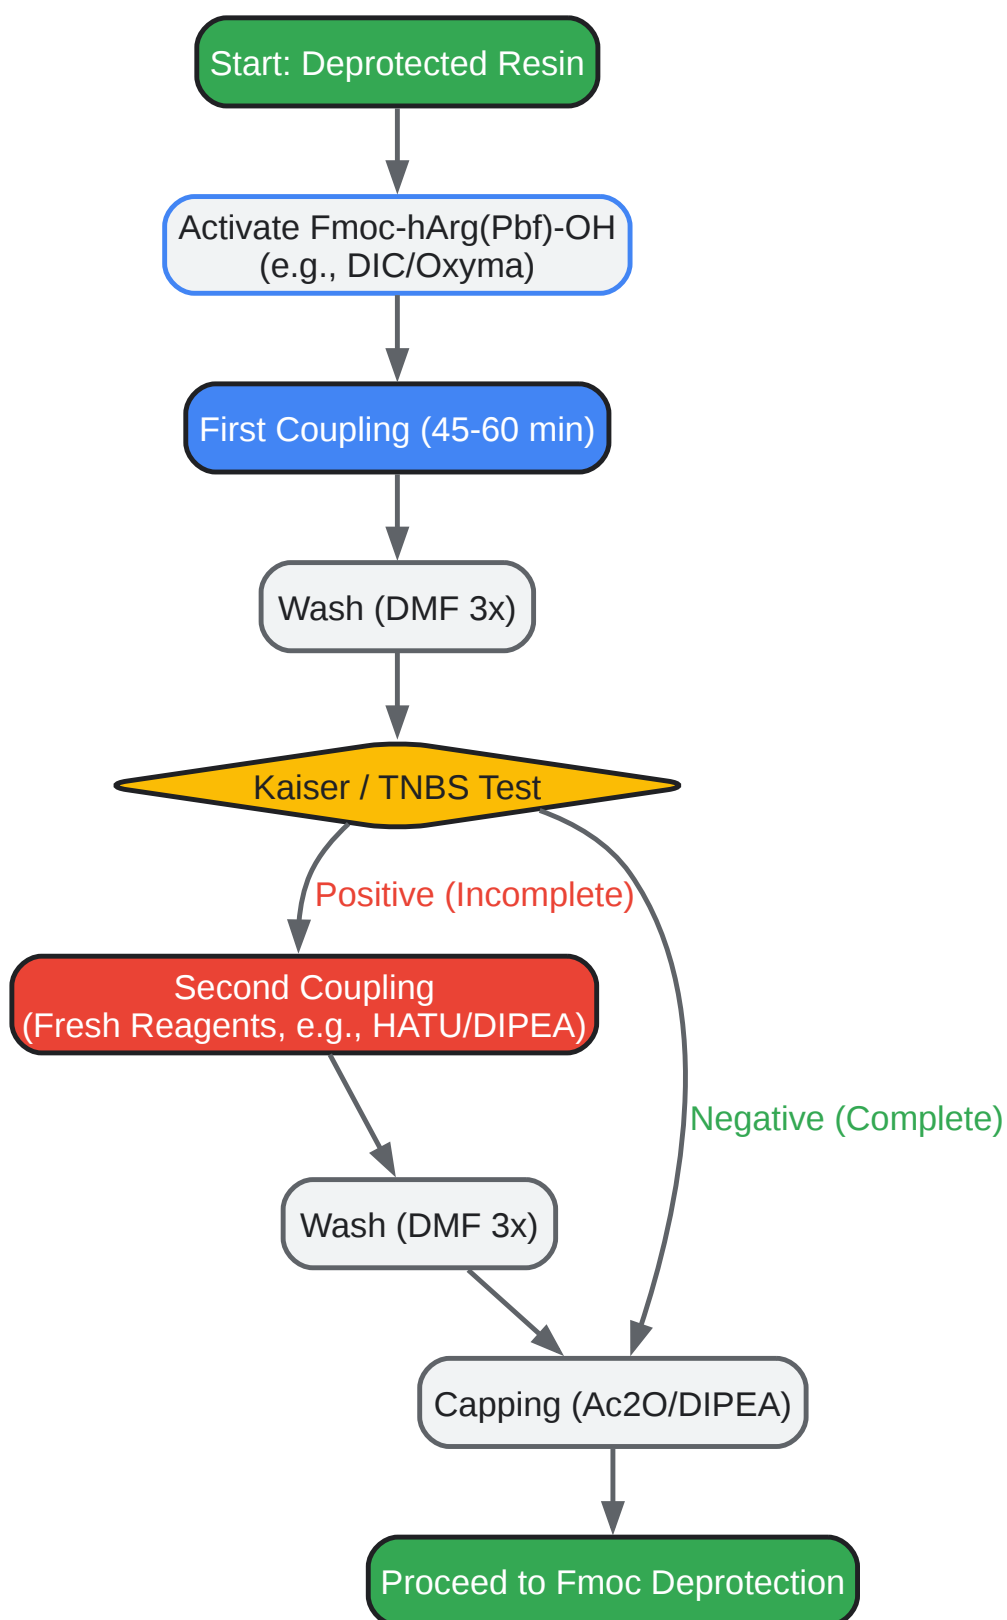 Start: Deprotected Resin
Activate Fmoc-hArg(Pbf)-OH
(e.g., DIC/Oxyma)
First Coupling (45-60 min)
Wash (DMF 3x)
Kaiser / TNBS Test
Positive (Incomplete)
Second Coupling
(Fresh Reagents, e.g., HATU/DIPEA)
Negative (Complete)
Wash (DMF 3x)
Capping (Ac2O/DIPEA)
Proceed to Fmoc Deprotection